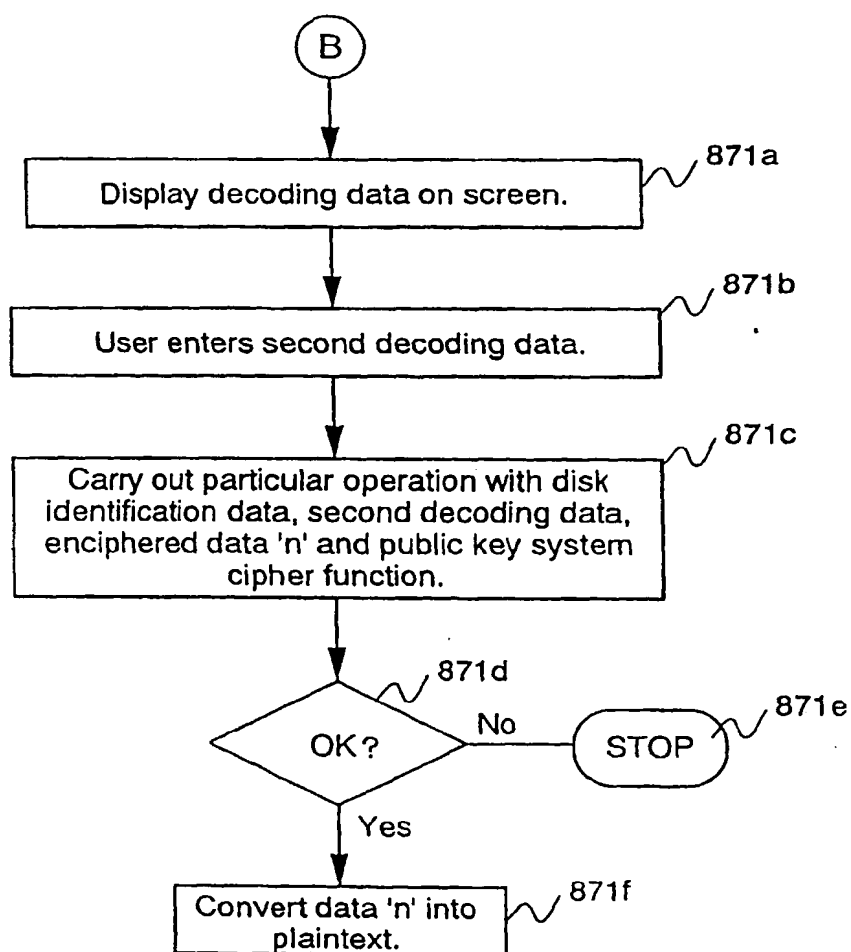 B
871a
Display decoding data on screen.
871b
User enters second decoding data.
871c
Carry out particular operation with disk
identification data, second decoding data,
enciphered data 'n' and public key system
cipher function.
871d
OK?
No
STOP
871e
Yes
871f
Convert data 'n' into
plaintext.